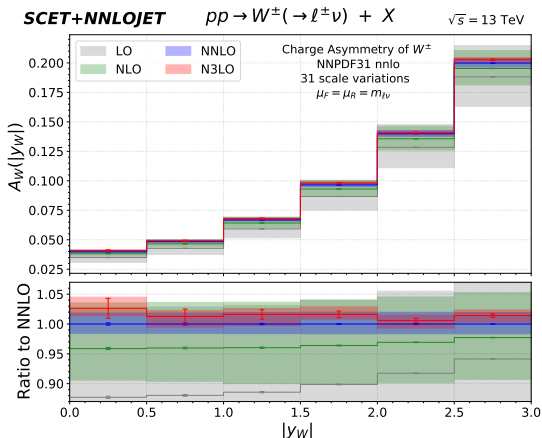 SCET+NNLOJET pp → W±(→ ℓ±ν) + X √s = 13 TeV
LO NNLO
NLO N3LO
Charge Asymmetry of W±
NNPDF31 nnlo
31 scale variations
μF = μR = mℓν
AW(|yW|)
0.200
0.175
0.150
0.125
0.100
0.075
0.050
0.025
Ratio to NNLO
1.05
1.00
0.95
0.90
0.0 0.5 1.0 1.5 2.0 2.5 3.0
|yW|